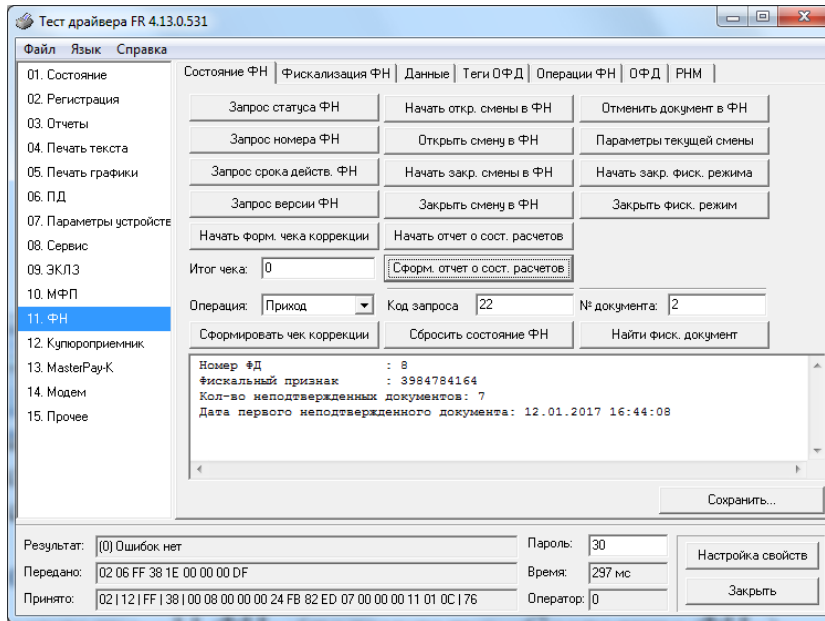 Тест драйвера FR 4.13.0.531
Файл Язык Справка
01. Состояние
02. Регистрация
03. Отчеты
04. Печать текста
05. Печать графики
06. ПД
07. Параметры устройств
08. Сервис
09. ЭКЛЗ
10. МФП
11. ФН
12. Купюроприемник
13. MasterPay-K
14. Модем
15. Прочее
Состояние ФН Фискализация ФН Данные Теги ОФД Операции ФН ОФД РНМ
Запрос статуса ФН Начать откр. смены в ФН Отменить документ в ФН
Запрос номера ФН Открыть смену в ФН Параметры текущей смены
Запрос срока действ. ФН Начать закр. смены в ФН Начать закр. фиск. режима
Запрос версии ФН Закрыть смену в ФН Закрыть фиск. режим
Начать форм. чека коррекции Начать отчет о сост. расчетов
Итог чека: 0 Сформ. отчет о сост. расчетов
Операция: Приход Код запроса 22 № документа: 2
Сформировать чек коррекции Сбросить состояние ФН Найти фиск. документ
Номер ФД : 8
Фискальный признак : 3984784164
Кол-во неподтвержденных документов: 7
Дата первого неподтвержденного документа: 12.01.2017 16:44:08
Сохранить...
Результат: (0) Ошибок нет Пароль: 30 Настройка свойств
Передано: 02 06 FF 38 1E 00 00 00 DF Время: 297 мс
Принято: 02 | 12 | FF | 38 | 00 08 00 00 00 24 FB 82 ED 07 00 00 00 11 01 0C | 76 Оператор: 0 Закрыть